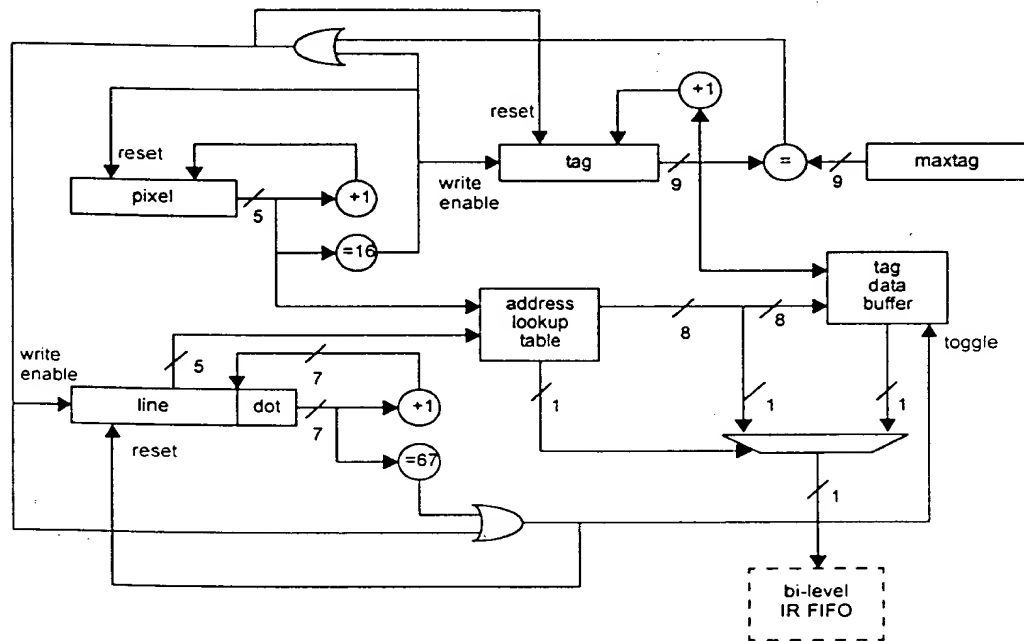 +1
reset
tag
=
maxtag
9
9
write
enable
reset
pixel
+1
5
=16
address
lookup
table
tag
data
buffer
8
8
toggle
write
enable
5
7
line
dot
+1
7
1
1
1
reset
=67
1
bi-level
IR FIFO